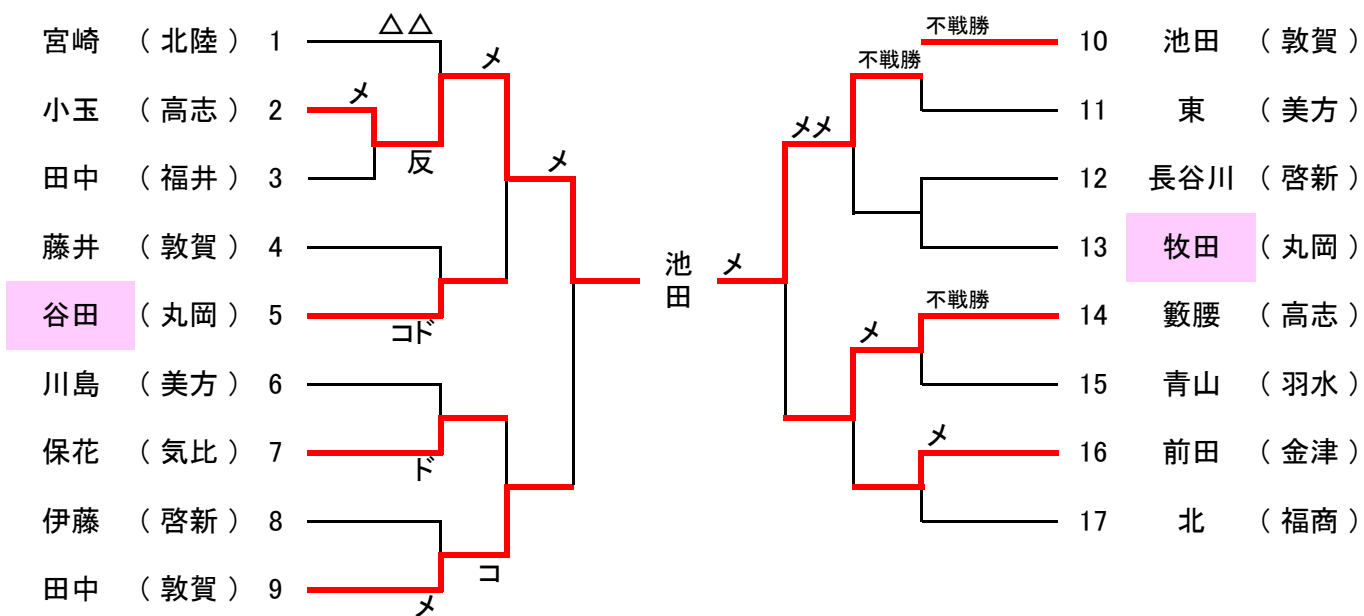 宮崎 （ 北陸 ） 1 △△
メ
小玉 （ 高志 ） 2 メ
反
田中 （ 福井 ） 3
メ
藤井 （ 敦賀 ） 4
谷田 （ 丸岡 ） 5
コド
川島 （ 美方 ） 6
保花 （ 気比 ） 7
ド
伊藤 （ 啓新 ） 8
コ
田中 （ 敦賀 ） 9
メ
池田
不戦勝
10 池田 （ 敦賀 ）
不戦勝
11 東 （ 美方 ）
メメ
12 長谷川 （ 啓新 ）
13 牧田 （ 丸岡 ）
メ
不戦勝
14 籔腰 （ 高志 ）
メ
15 青山 （ 羽水 ）
メ
16 前田 （ 金津 ）
17 北 （ 福商 ）